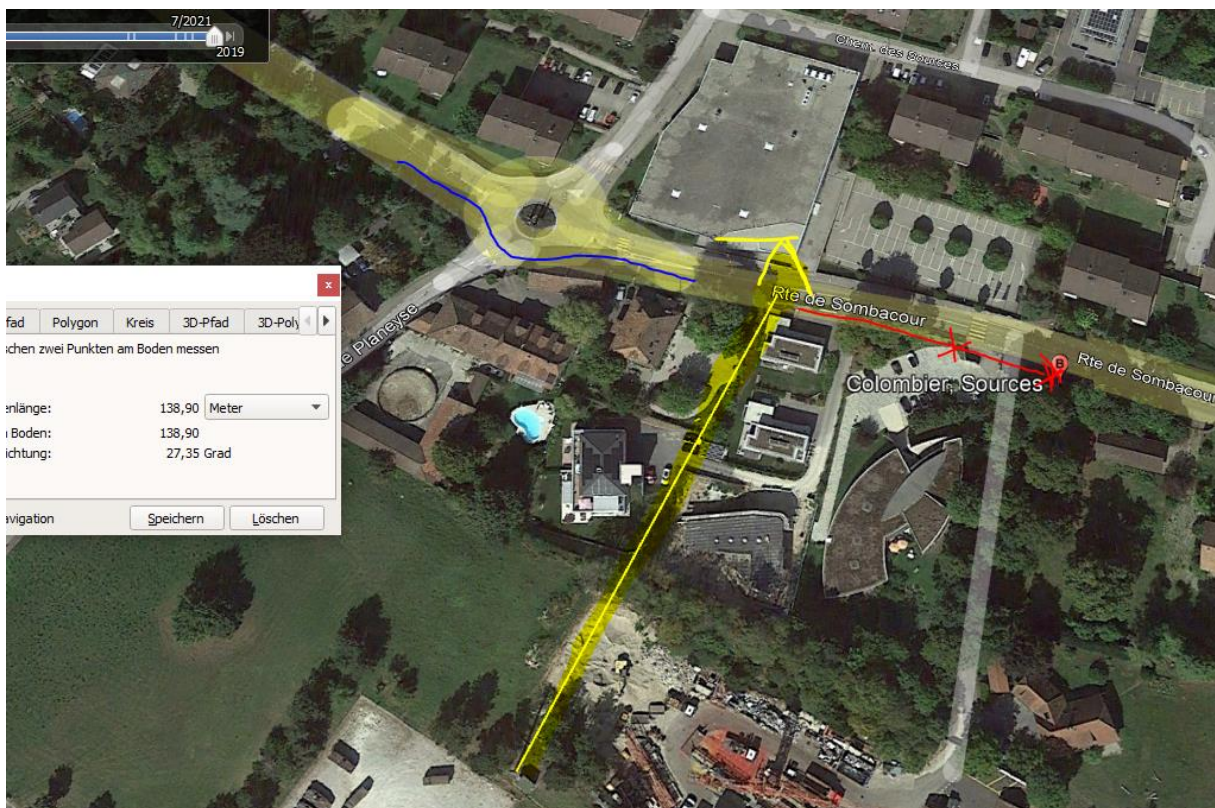 7/2021
2019
Chem. des Sources
x
fad
Polygon
Kreis
3D-Pfad
3D-Poly
schen zwei Punkten am Boden messen
enlänge:
138,90
Meter
Boden:
138,90
ichtung:
27,35 Grad
avigation
Speichern
Löschen
e Planeyse
Rte de Sombacour
B
Rte de Sombacour
Colombier, Sources